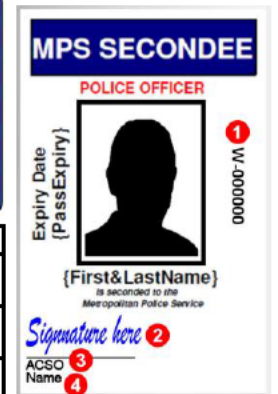 MPS SECONDEE
POLICE OFFICER
1
W-000000
Expiry Date
{PassExpiry}
{First&LastName}
is seconded to the
Metropolitan Police Service
Signnature here 2
ACSO 3
Name 4